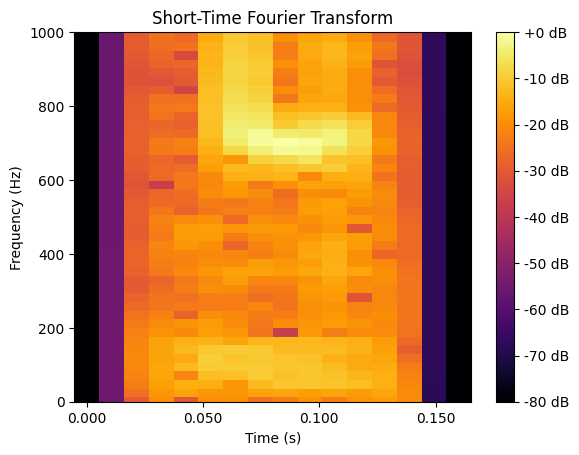 Short-Time Fourier Transform
1000
800
600
400
200
0
Frequency (Hz)
0.000
0.050
0.100
0.150
Time (s)
+0 dB
-10 dB
-20 dB
-30 dB
-40 dB
-50 dB
-60 dB
-70 dB
-80 dB